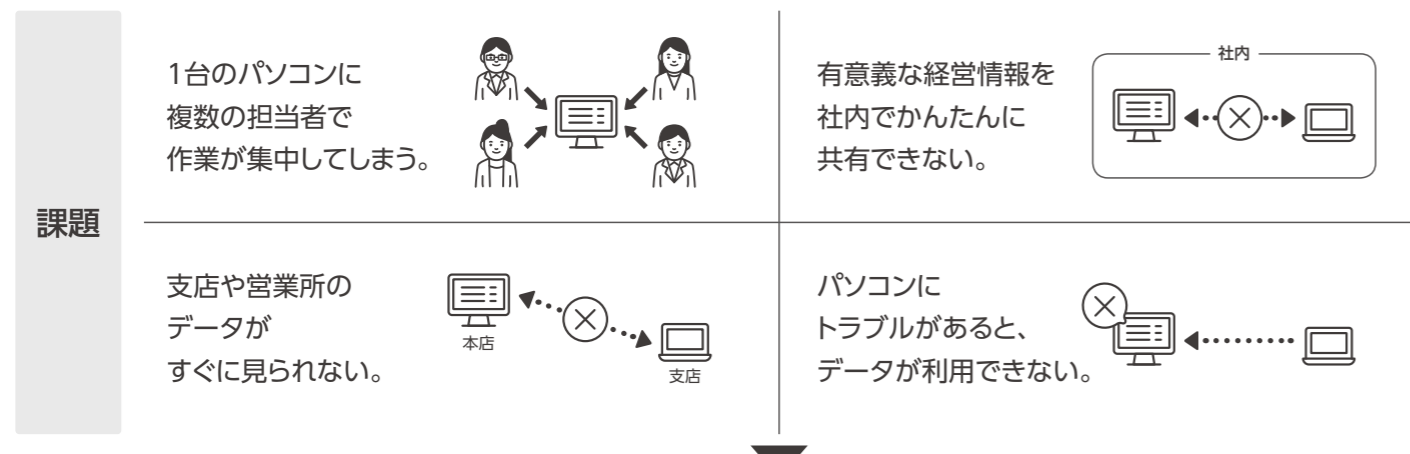 課題
1台のパソコンに
複数の担当者で
作業が集中してしまう。
有意義な経営情報を
社内でかんたんに
共有できない。
社内
支店や営業所の
データが
すぐに見られない。
本店
支店
パソコンに
トラブルがあると、
データが利用できない。